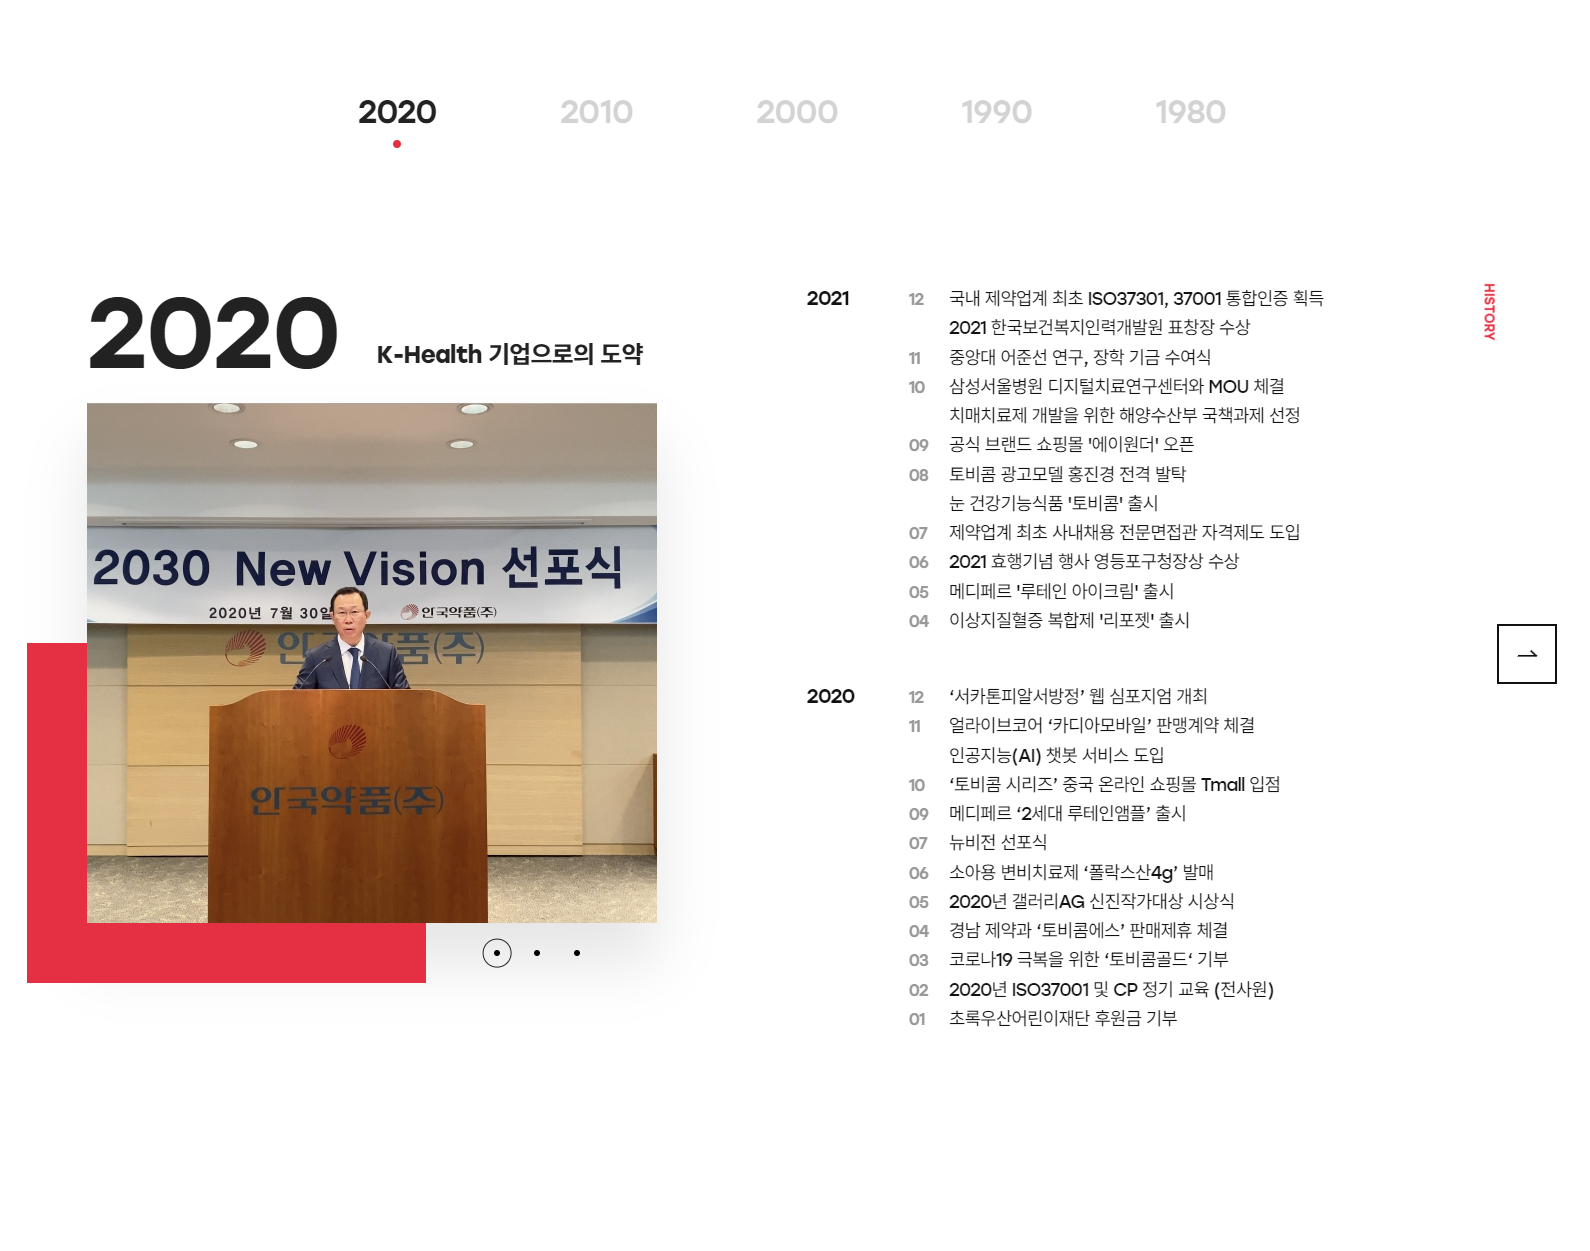 2020
2010
2000
1990
1980
2020
K-Health 기업으로의 도약
2030 New Vision 선포식
2020년 7월 30일
안국약품(주)
안국약품(주)
안국약품(주)
HISTORY
2021
12 국내 제약업계 최초 ISO37301, 37001 통합인증 획득
2021 한국보건복지인력개발원 표창장 수상
11 중앙대 어준선 연구, 장학 기금 수여식
10 삼성서울병원 디지털치료연구센터와 MOU 체결
치매치료제 개발을 위한 해양수산부 국책과제 선정
09 공식 브랜드 쇼핑몰 '에이원더' 오픈
08 토비콤 광고모델 홍진경 전격 발탁
눈 건강기능식품 '토비콤' 출시
07 제약업계 최초 사내채용 전문면접관 자격제도 도입
06 2021 효행기념 행사 영등포구청장상 수상
05 메디페르 '루테인 아이크림' 출시
04 이상지질혈증 복합제 '리포젯' 출시
2020
12 ‘서카톤피알서방정’ 웹 심포지엄 개최
11 얼라이브코어 ‘카디아모바일’ 판맹계약 체결
인공지능(AI) 챗봇 서비스 도입
10 ‘토비콤 시리즈’ 중국 온라인 쇼핑몰 Tmall 입점
09 메디페르 ‘2세대 루테인앰플’ 출시
07 뉴비전 선포식
06 소아용 변비치료제 ‘폴락스산4g’ 발매
05 2020년 갤러리AG 신진작가대상 시상식
04 경남 제약과 ‘토비콤에스’ 판매제휴 체결
03 코로나19 극복을 위한 ‘토비콤골드‘ 기부
02 2020년 ISO37001 및 CP 정기 교육 (전사원)
01 초록우산어린이재단 후원금 기부